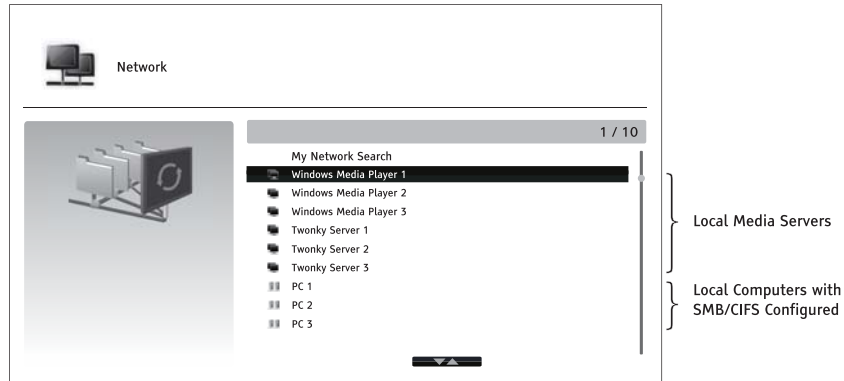 Network
1 / 10
My Network Search
Windows Media Player 1
Windows Media Player 2
Windows Media Player 3
Twonky Server 1
Twonky Server 2
Twonky Server 3
PC 1
PC 2
PC 3
Local Media Servers
Local Computers with
SMB/CIFS Configured